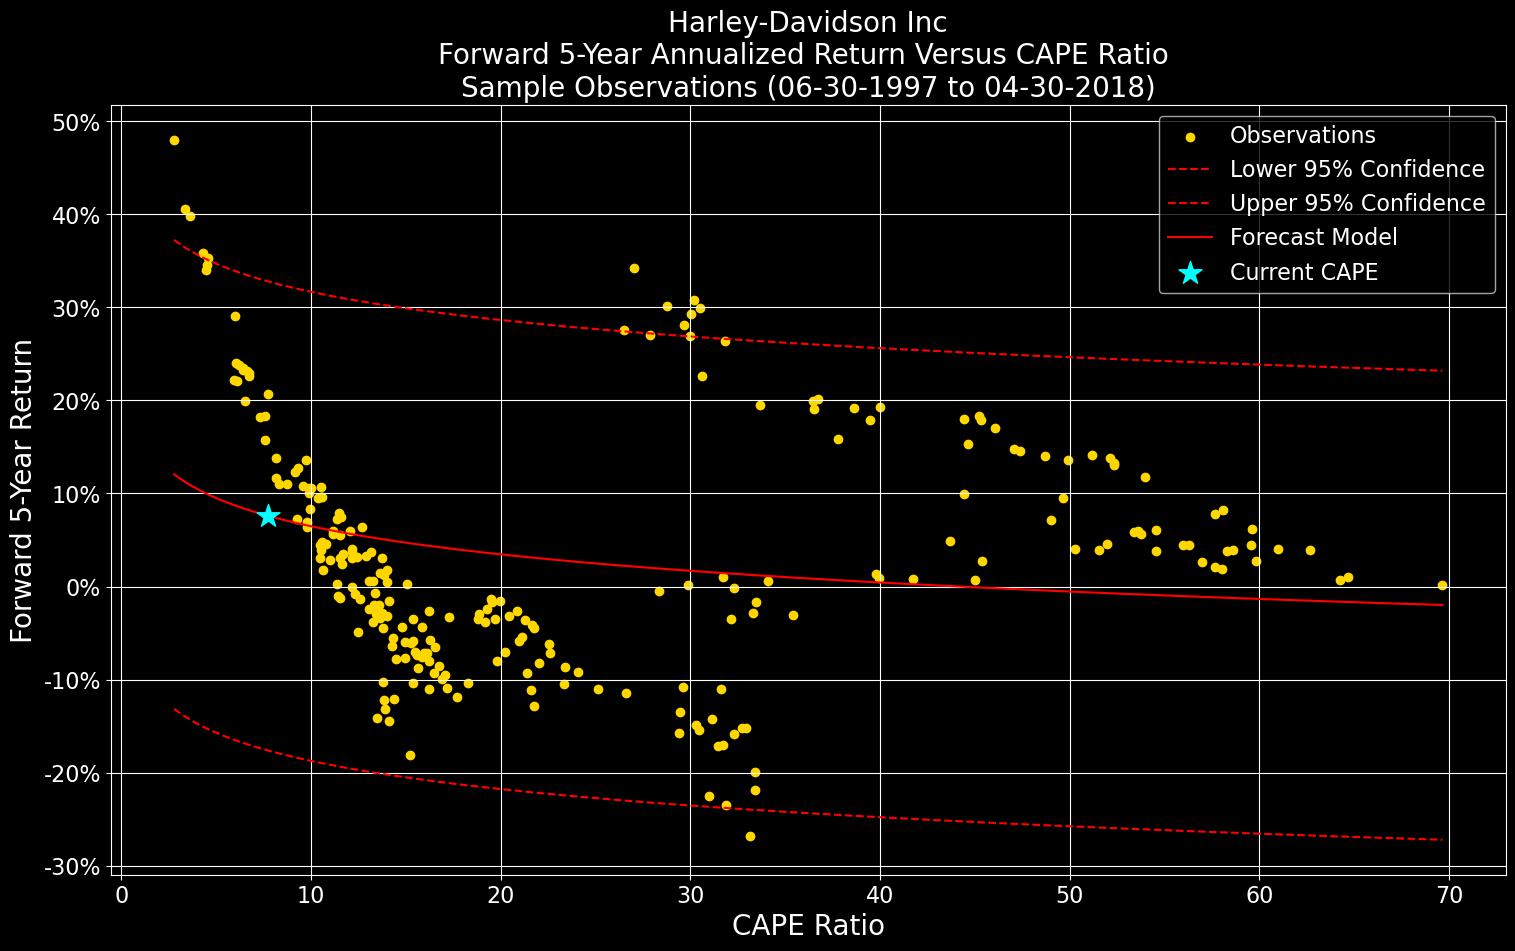 Harley-Davidson Inc
Forward 5-Year Annualized Return Versus CAPE Ratio
Sample Observations (06-30-1997 to 04-30-2018)
Observations
Lower 95% Confidence
Upper 95% Confidence
Forecast Model
Current CAPE
Forward 5-Year Return
50%
40%
30%
20%
10%
0%
-10%
-20%
-30%
0 10 20 30 40 50 60 70
CAPE Ratio